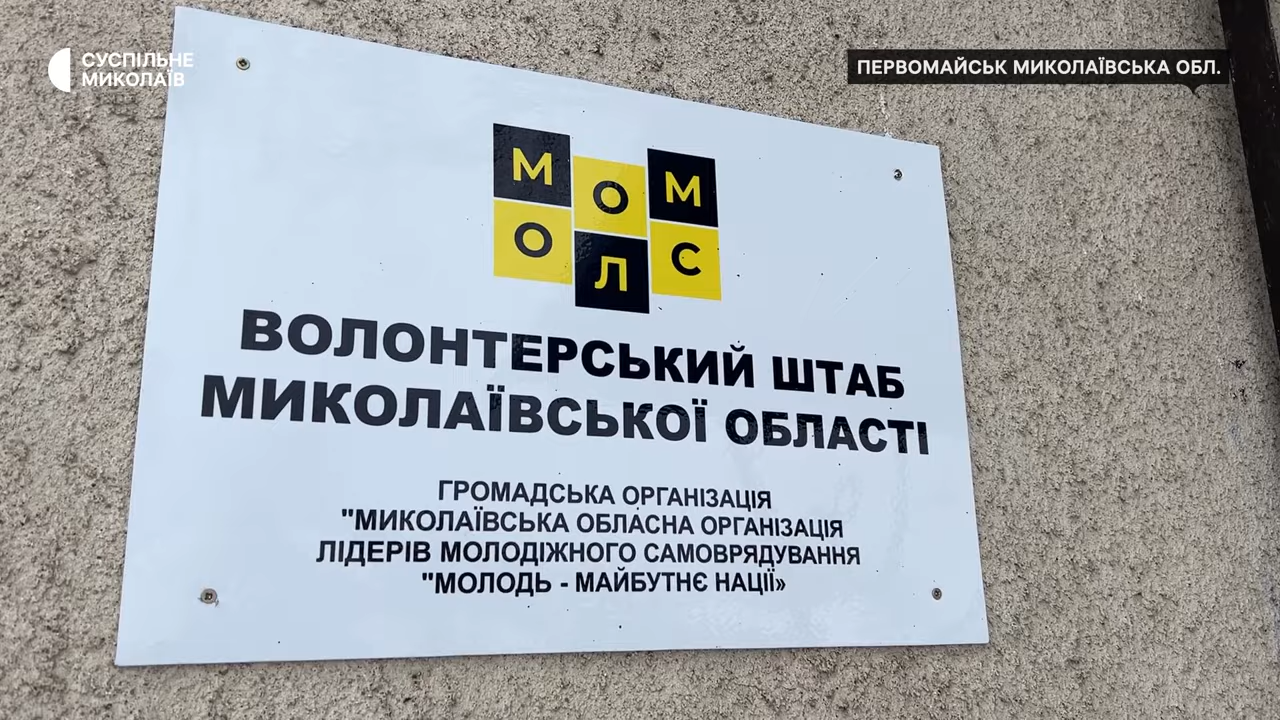 СУСПІЛЬНЕ
МИКОЛАЇВ
ПЕРВОМАЙСЬК МИКОЛАЇВСЬКА ОБЛ.
М О М
О Л С
ВОЛОНТЕРСЬКИЙ ШТАБ
МИКОЛАЇВСЬКОЇ ОБЛАСТІ
ГРОМАДСЬКА ОРГАНІЗАЦІЯ
"МИКОЛАЇВСЬКА ОБЛАСНА ОРГАНІЗАЦІЯ
ЛІДЕРІВ МОЛОДІЖНОГО САМОВРЯДУВАННЯ
"МОЛОДЬ - МАЙБУТНЄ НАЦІЇ»